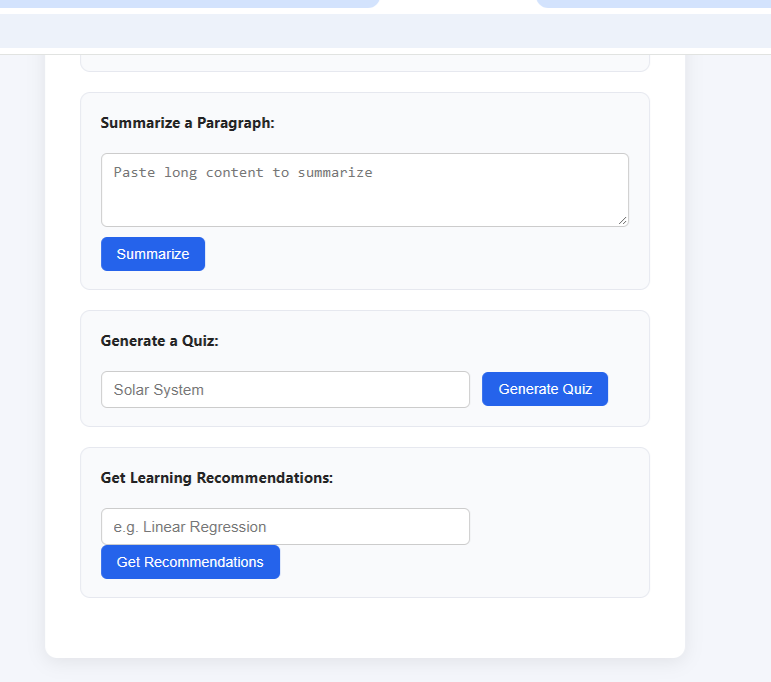 Summarize a Paragraph:
Paste long content to summarize
Summarize
Generate a Quiz:
Solar System
Generate Quiz
Get Learning Recommendations:
e.g. Linear Regression
Get Recommendations